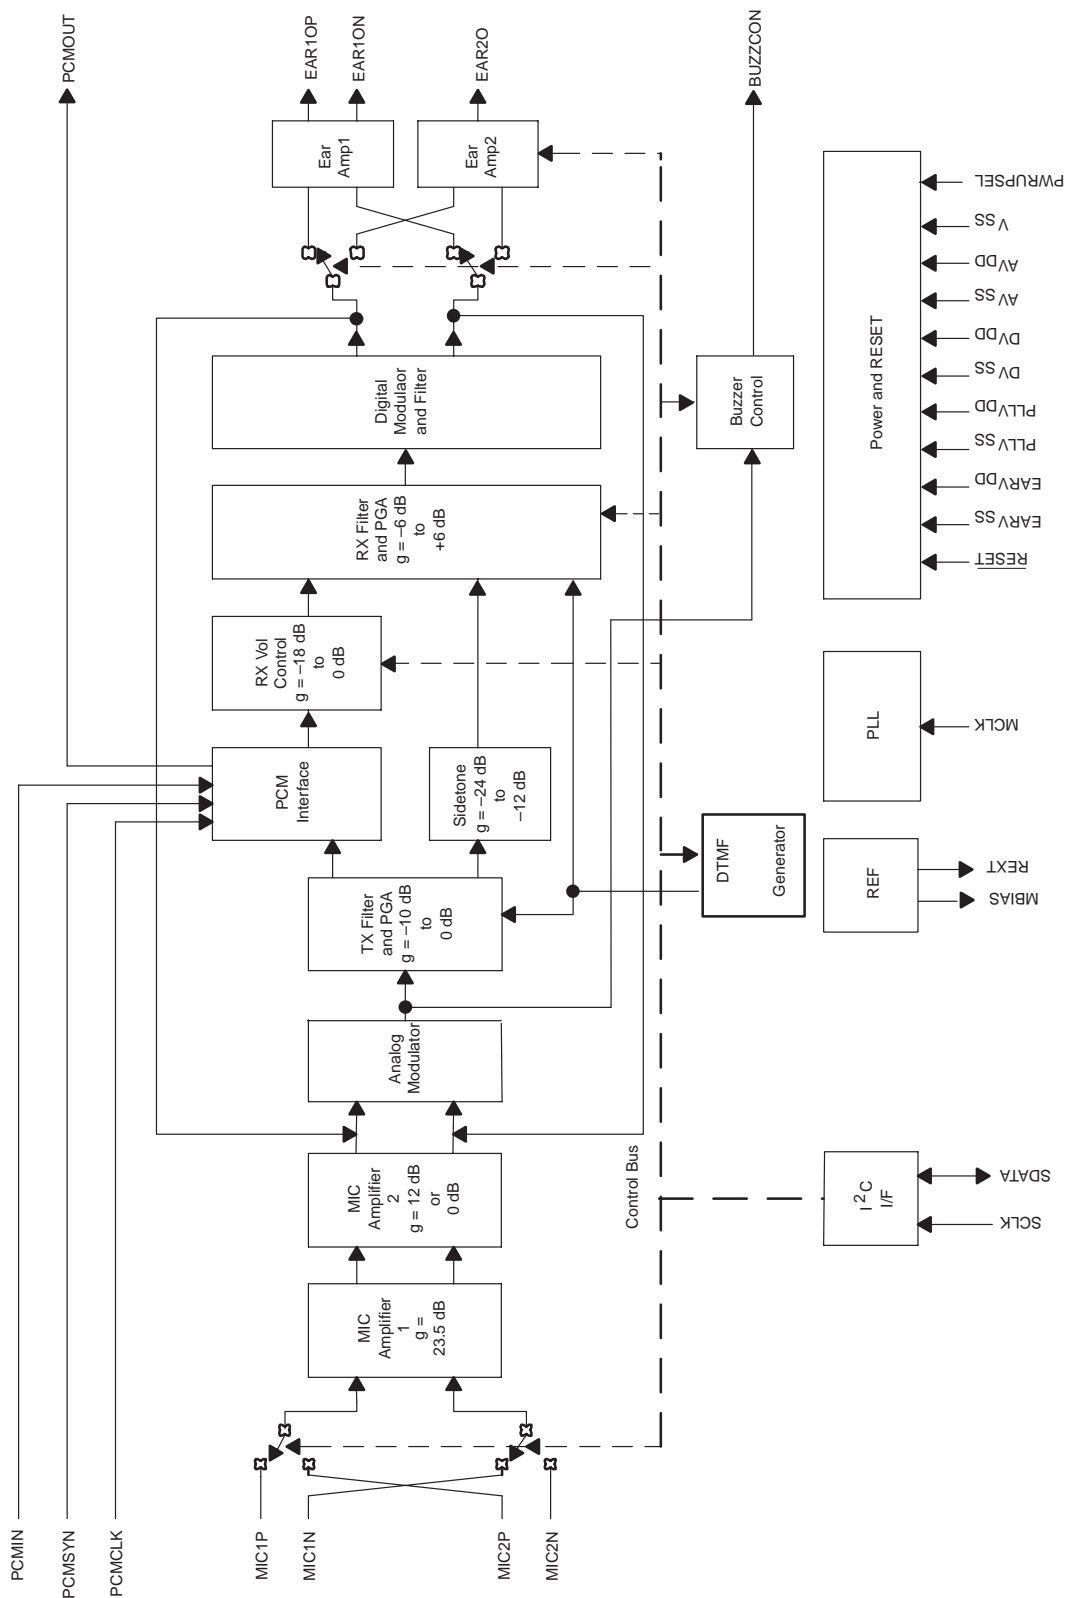 PCMIN
PCMSYN
PCMCLK
PCMOUT
MIC1P
MIC1N
MIC2P
MIC2N
MIC
Amplifier
1 g =
23.5 dB
MIC
Amplifier
2
g = 12 dB
or
0 dB
Analog
Modulator
TX Filter
and PGA
g = –10 dB
to
0 dB
PCM
Interface
Sidetone
g = –24 dB
to
–12 dB
RX Vol
Control
g = –18 dB
to
0 dB
RX Filter
and PGA
g = –6 dB
to
+6 dB
Digital
Modulaor
and Filter
Ear
Amp1
Ear
Amp2
EAR1OP
EAR1ON
EAR2O
Control Bus
DTMF
Generator
Buzzer
Control
BUZZCON
I2C
I/F
SCLK
SDATA
REF
MBIAS
REXT
PLL
MCLK
Power and RESET
RESET
EARVSS
EARVDD
PLLVSS
PLLVDD
DVSS
DVDD
AVSS
AVDD
VSS
PWRUPSEL